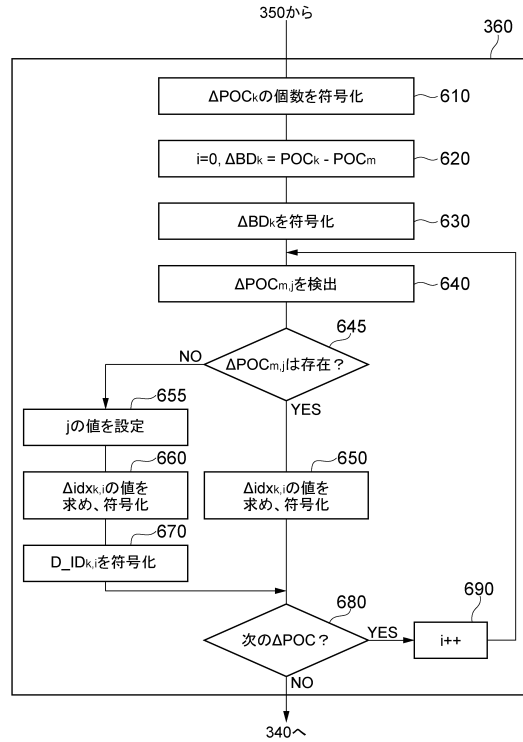 350から
360
ΔPOCkの個数を符号化
610
i=0, ΔBDk = POCk - POCm
620
ΔBDkを符号化
630
ΔPOCm,jを検出
640
645
ΔPOCm,jは存在？
NO
YES
655
jの値を設定
660
Δidxk,iの値を
求め、符号化
650
Δidxk,iの値を
求め、符号化
670
D_IDk,iを符号化
680
次のΔPOC？
YES
690
i++
NO
340へ